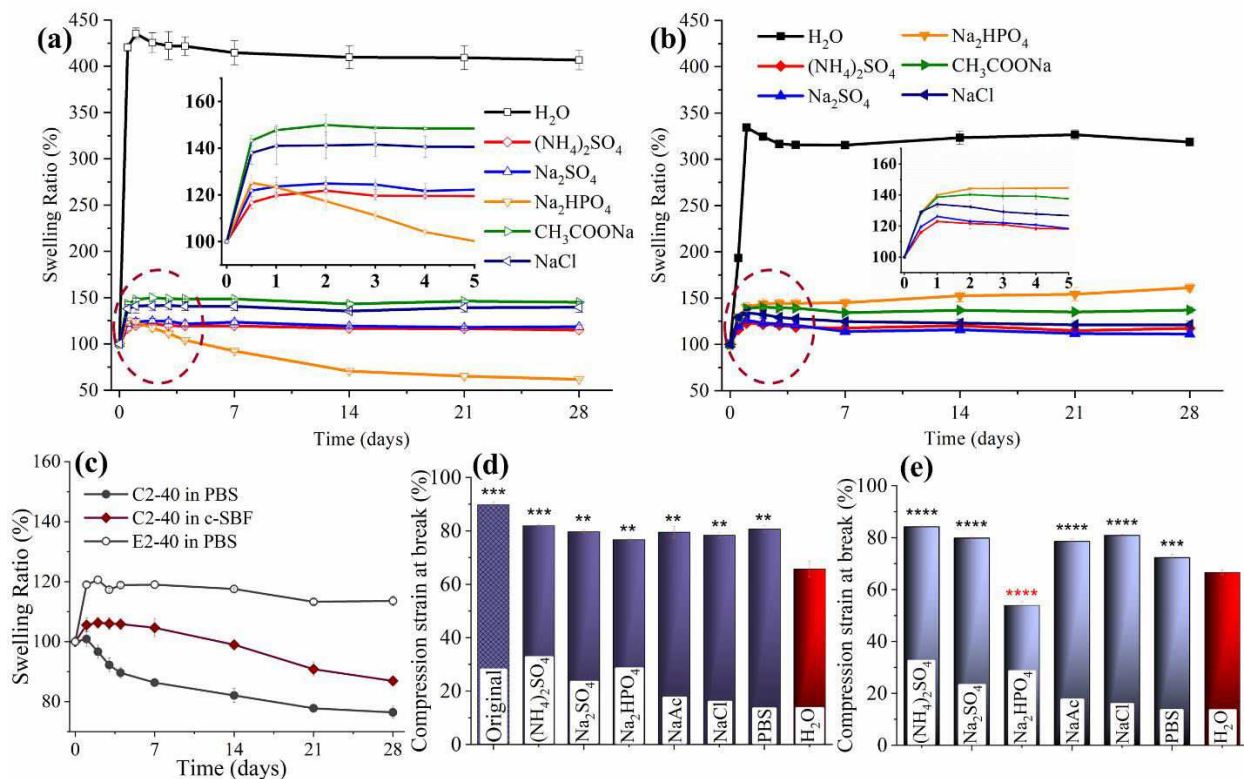 (a)
450
400
350
300
250
200
150
100
50
Swelling Ratio (%)
0 7 14 21 28
Time (days)
140
120
100
0 1 2 3 4 5
H₂O
(NH₄)₂SO₄
Na₂SO₄
Na₂HPO₄
CH₃COONa
NaCl
(b)
450
400
350
300
250
200
150
100
50
Swelling Ratio (%)
0 7 14 21 28
Time (days)
H₂O
(NH₄)₂SO₄
Na₂SO₄
Na₂HPO₄
CH₃COONa
NaCl
160
140
120
100
0 1 2 3 4 5
(c)
160
140
120
100
80
Swelling Ratio (%)
0 7 14 21 28
Time (days)
C2-40 in PBS
C2-40 in c-SBF
E2-40 in PBS
(d)
100
80
60
40
20
0
Compression strain at break (%)
*** *** ** ** ** ** **
Original
(NH₄)₂SO₄
Na₂SO₄
Na₂HPO₄
NaAc
NaCl
PBS
H₂O
(e)
100
80
60
40
20
0
Compression strain at break (%)
**** *** **** **** **** ***
(NH₄)₂SO₄
Na₂SO₄
Na₂HPO₄
NaAc
NaCl
PBS
H₂O